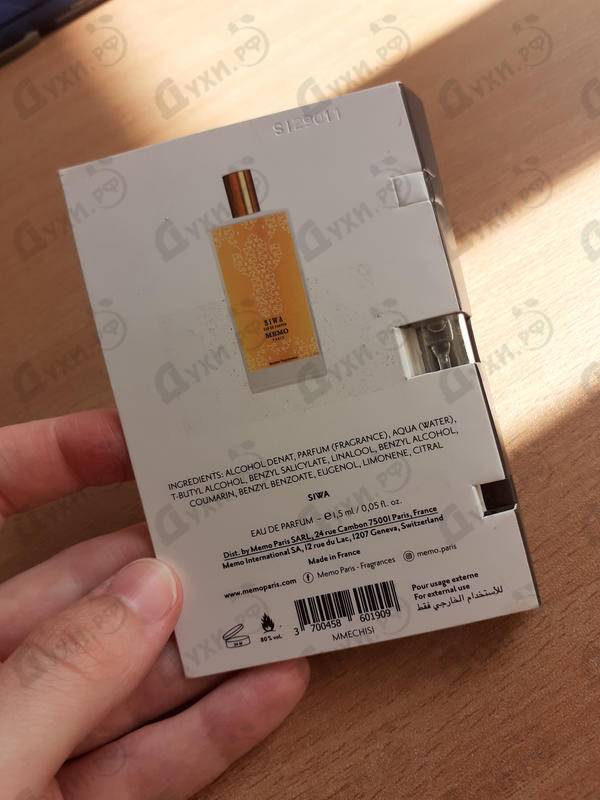 S129011
SIWA
EAU DE PARFUM
MEMO
PARIS
INGREDIENTS: ALCOHOL DENAT, PARFUM (FRAGRANCE), AQUA (WATER),
T-BUTYL ALCOHOL, BENZYL SALICYLATE, LINALOOL, BENZYL ALCOHOL,
COUMARIN, BENZYL BENZOATE, EUGENOL, LIMONENE, CITRAL
SIWA
EAU DE PARFUM – ℮ 1,5 ml / 0,05 fl. oz.
Dist. by Memo Paris SARL, 24 rue Cambon 75001 Paris, France
Memo International SA, 12 rue du Lac, 1207 Geneva, Switzerland
Made in France
www.memoparis.com Memo Paris - Fragrances memo.paris
Pour usage externe
For external use
للاستخدام الخارجي فقط
80% vol.
3 700458 601909
MMECHISI
Духи.рф